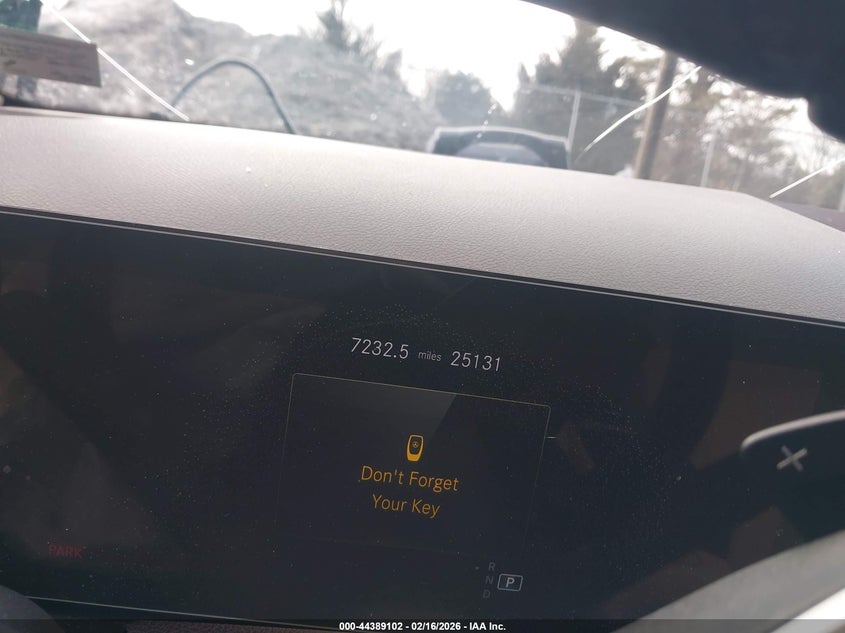 7232.5 miles 25131
Don't Forget
Your Key
PARK
R
N P
D
000-44389102 - 02/16/2026 - IAA Inc.